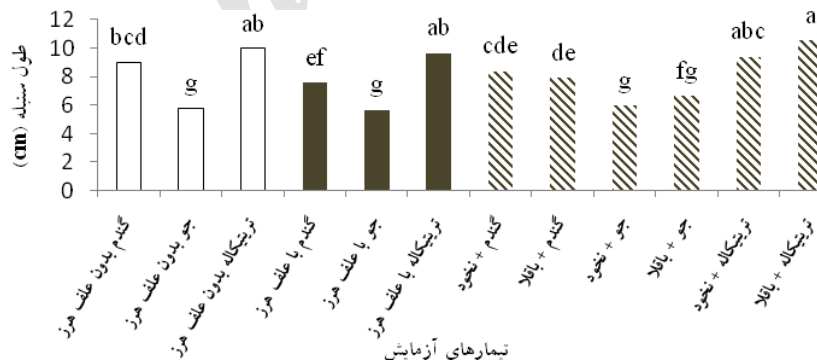 طول سنبله (cm)
12
10
8
6
4
2
0
bcd
g
ab
ef
g
ab
cde
de
g
fg
abc
a
گندم بدون علف هرز
جو بدون علف هرز
تریتیکاله بدون علف هرز
گندم با علف هرز
جو با علف هرز
تریتیکاله با علف هرز
گندم + نخود
گندم + باقلا
جو + نخود
جو + باقلا
تریتیکاله + نخود
تریتیکاله + باقلا
تیمارهای آزمایش